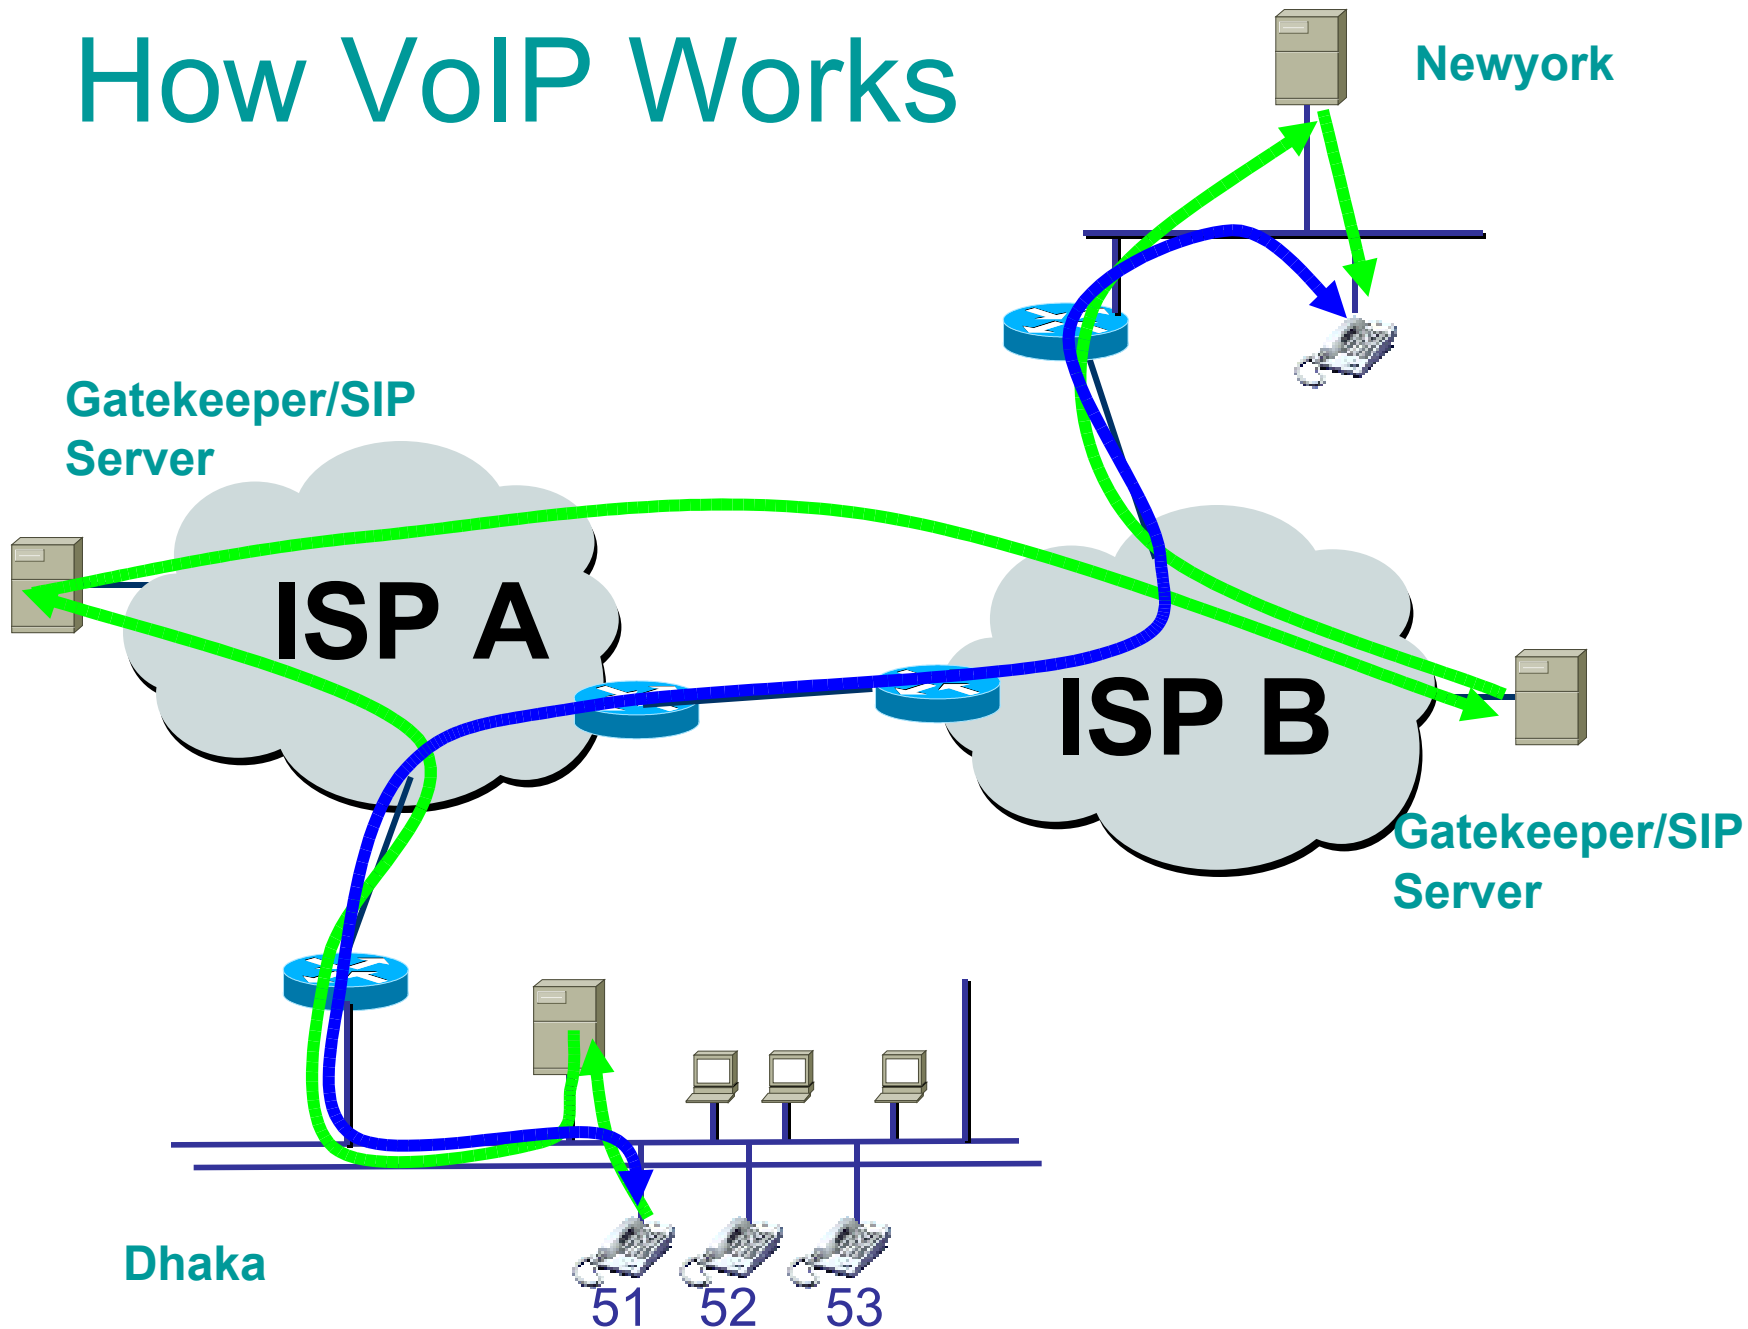 How VoIP Works
Newyork
Gatekeeper/SIP
Server
ISP A
ISP B
Gatekeeper/SIP
Server
Dhaka
51 52 53